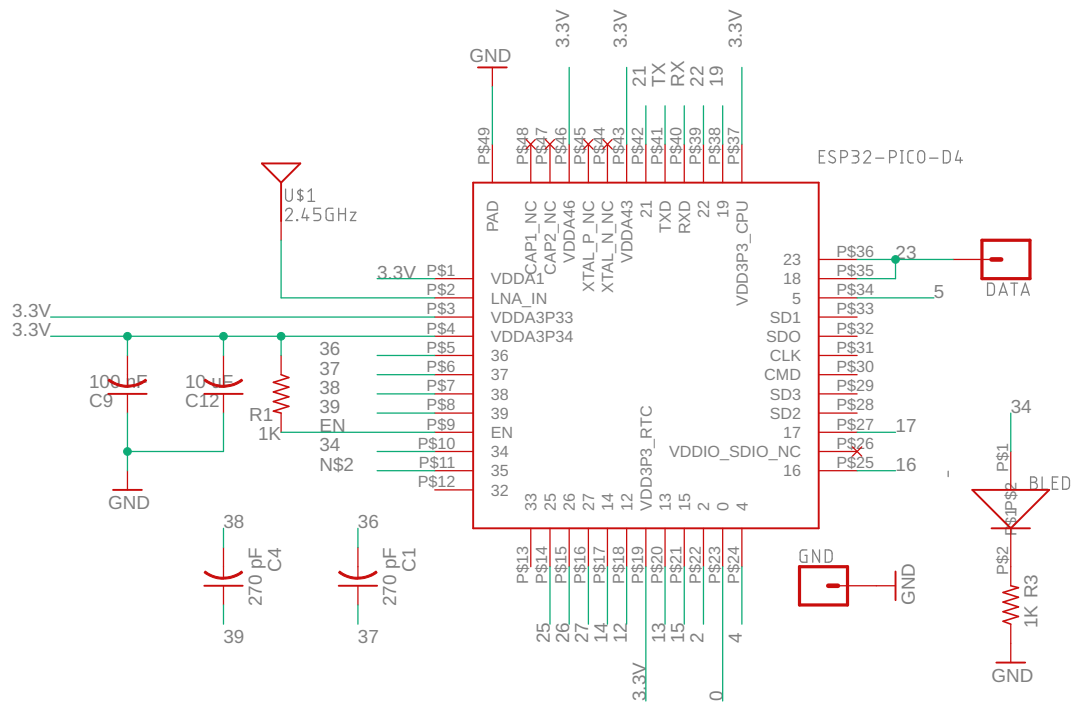 3.3V
3.3V
3.3V
GND
21
TX
RX
22
19
P$49
P$48
P$47
P$46
P$45
P$44
P$43
P$42
P$41
P$40
P$39
P$38
P$37
ESP32-PICO-D4
U$1
2.45GHz
PAD
CAP1_NC
CAP2_NC
VDDA46
XTAL_P_NC
XTAL_N_NC
VDDA43
21
TXD
RXD
22
19
VDD3P3_CPU
3.3V
P$1
VDDA1
P$2
LNA_IN
3.3V
P$3
VDDA3P33
3.3V
P$4
VDDA3P34
36
P$5
36
37
P$6
37
38
P$7
38
39
P$8
39
EN
P$9
EN
34
P$10
34
N$2
P$11
35
P$12
32
23
P$36
23
18
P$35
5
P$34
5
SD1
P$33
SDO
P$32
CLK
P$31
CMD
P$30
SD3
P$29
SD2
P$28
17
P$27
17
VDDIO_SDIO_NC
P$26
16
P$25
16
DATA
100 nF
C9
10 uF
C12
R1
1K
GND
33
25
26
27
14
12
VDD3P3_RTC
13
15
2
0
4
P$13
P$14
P$15
P$16
P$17
P$18
P$19
P$20
P$21
P$22
P$23
P$24
25
26
27
14
12
3.3V
13
15
2
0
4
38
270 pF
C4
39
36
270 pF
C1
37
GND
GND
34
P$1
P$2
P$1
BLED
P$2
1K
R3
GND